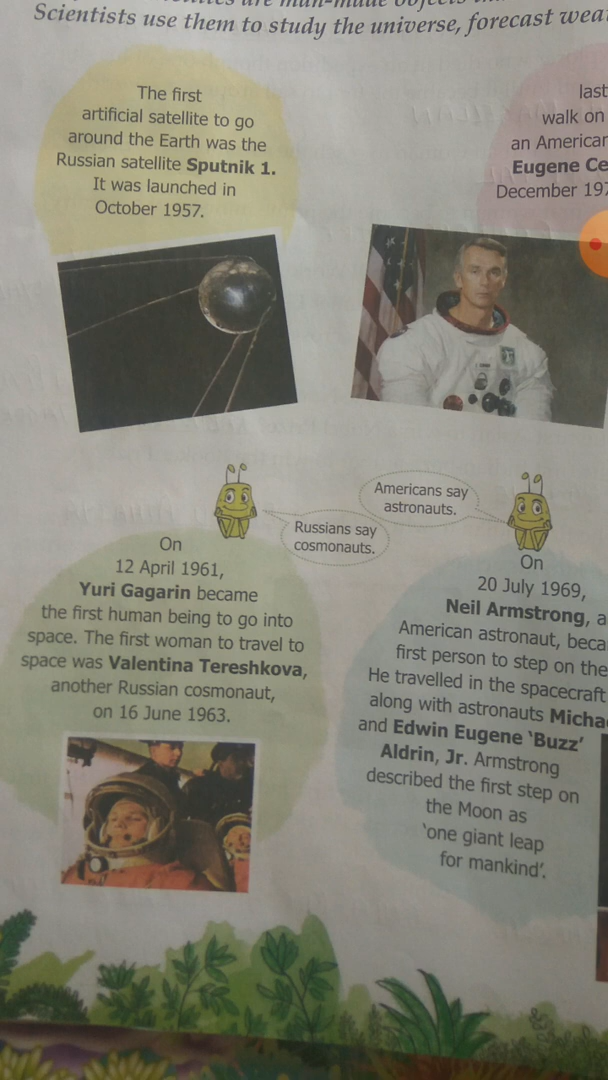 Scientists use them to study the universe, forecast
The first
artificial satellite to go
around the Earth was the
Russian satellite Sputnik 1.
It was launched in
October 1957.
last
walk on
an American
Eugene
December
Americans say
astronauts.
Russians say
cosmonauts.
On
12 April 1961,
Yuri Gagarin became
the first human being to go into
space. The first woman to travel to
space was Valentina Tereshkova,
another Russian cosmonaut,
on 16 June 1963.
On
20 July 1969,
Neil Armstrong,
American astronaut,
first person to step on the
He travelled in the spacecraft
along with astronauts
and Edwin Eugene 'Buzz'
Aldrin, Jr. Armstrong
described the first step on
the Moon as
'one giant leap
for mankind'.